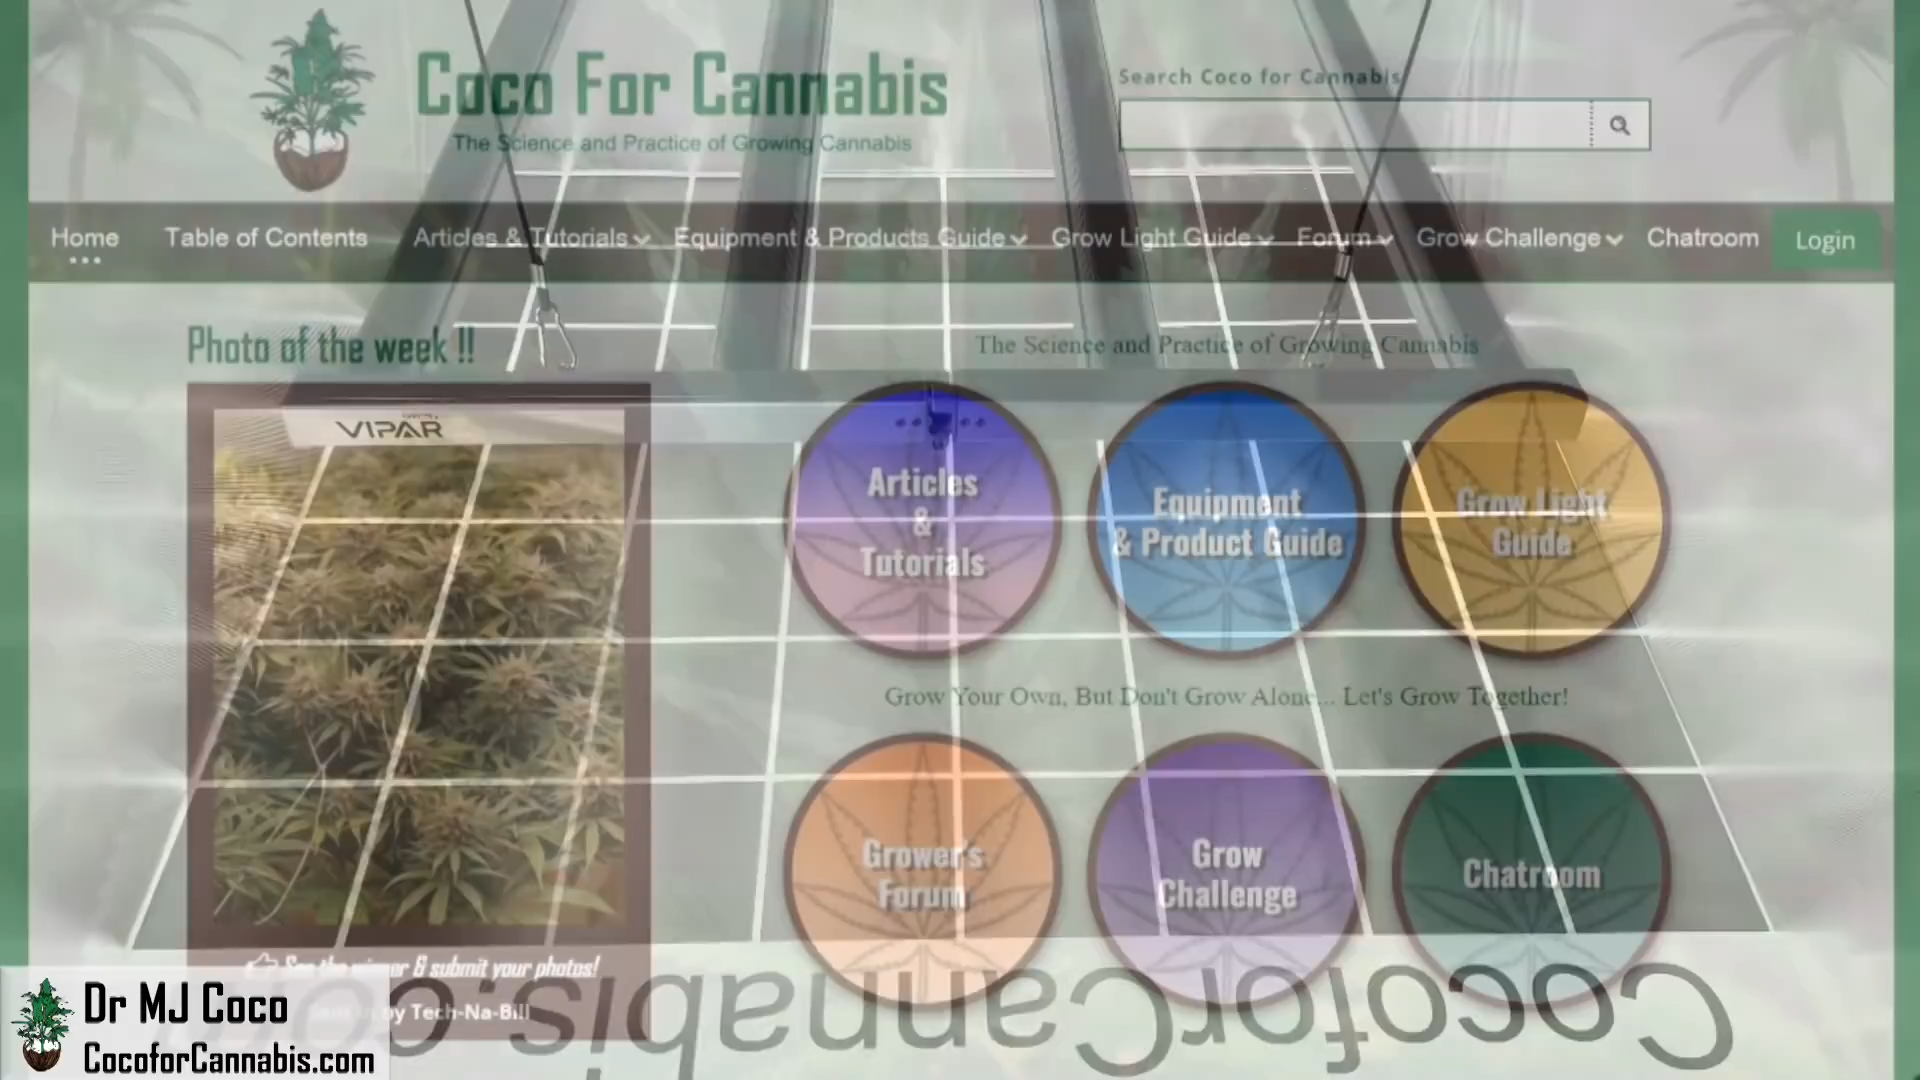 Coco For Cannabis
The Science and Practice of Growing Cannabis
Search Coco for Cannabis
Home
Table of Contents
Articles & Tutorials
Equipment & Products Guide
Grow Light Guide
Forum
Grow Challenge
Chatroom
Login
Photo of the week !!
The Science and Practice of Growing Cannabis
VIPAR
Articles
&
Tutorials
Equipment
& Product Guide
Grow Light
Guide
Grow Your Own, But Don't Grow Alone... Let's Grow Together!
Grower's
Forum
Grow
Challenge
Chatroom
See the winner & submit your photos!
by Tech-Na-Bill
CocoforCannabis.com
Dr MJ Coco
CocoforCannabis.com